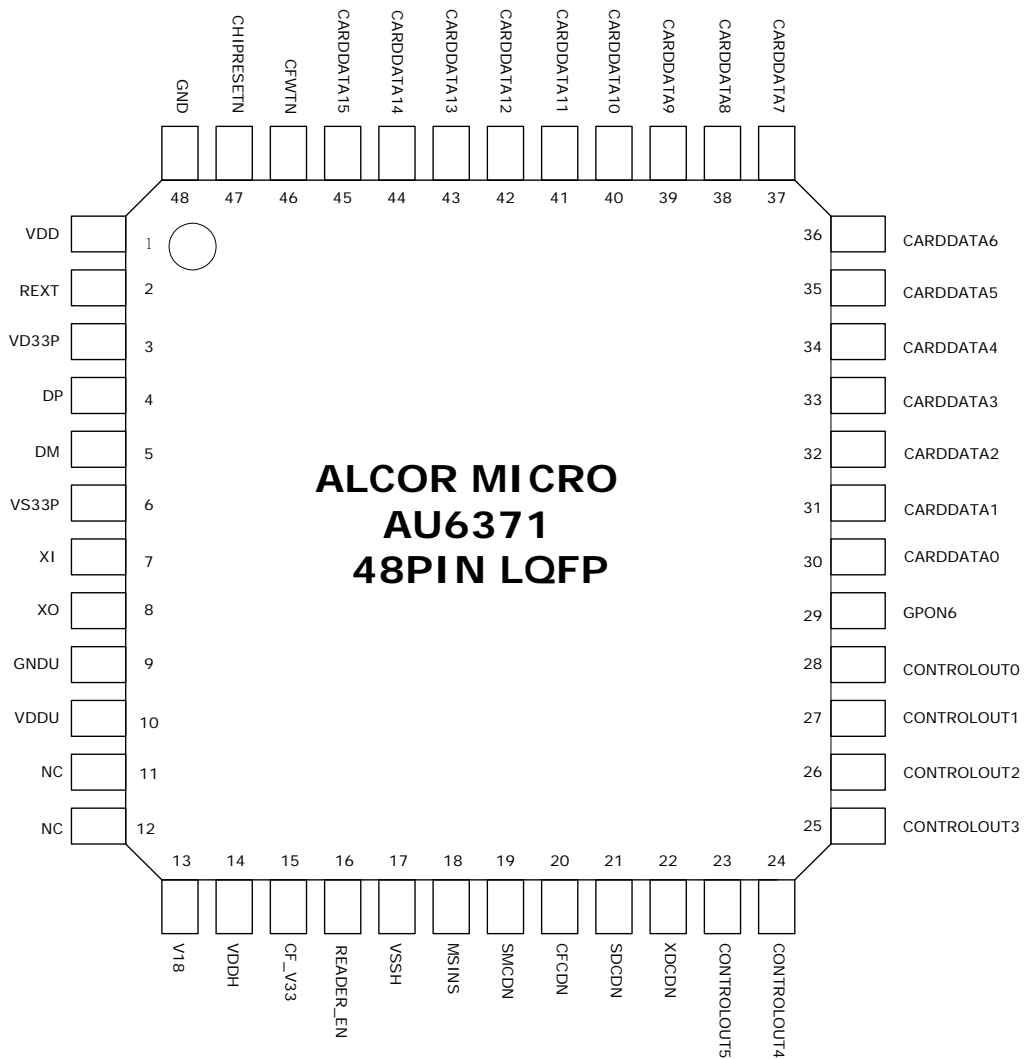 GND
CHIPRESETN
CFWTN
CARDDATA15
CARDDATA14
CARDDATA13
CARDDATA12
CARDDATA11
CARDDATA10
CARDDATA9
CARDDATA8
CARDDATA7
48
47
46
45
44
43
42
41
40
39
38
37
VDD
1
REXT
2
VD33P
3
DP
4
DM
5
VS33P
6
XI
7
XO
8
GNDU
9
VDDU
10
NC
11
NC
12
ALCOR MICRO
AU6371
48PIN LQFP
36
CARDDATA6
35
CARDDATA5
34
CARDDATA4
33
CARDDATA3
32
CARDDATA2
31
CARDDATA1
30
CARDDATA0
29
GPON6
28
CONTROLOUT0
27
CONTROLOUT1
26
CONTROLOUT2
25
CONTROLOUT3
13
14
15
16
17
18
19
20
21
22
23
24
V18
VDDH
CF_V33
READER_EN
VSSH
MSINS
SMCDN
CFCDN
SDCDN
XDCDN
CONTROLOUT5
CONTROLOUT4